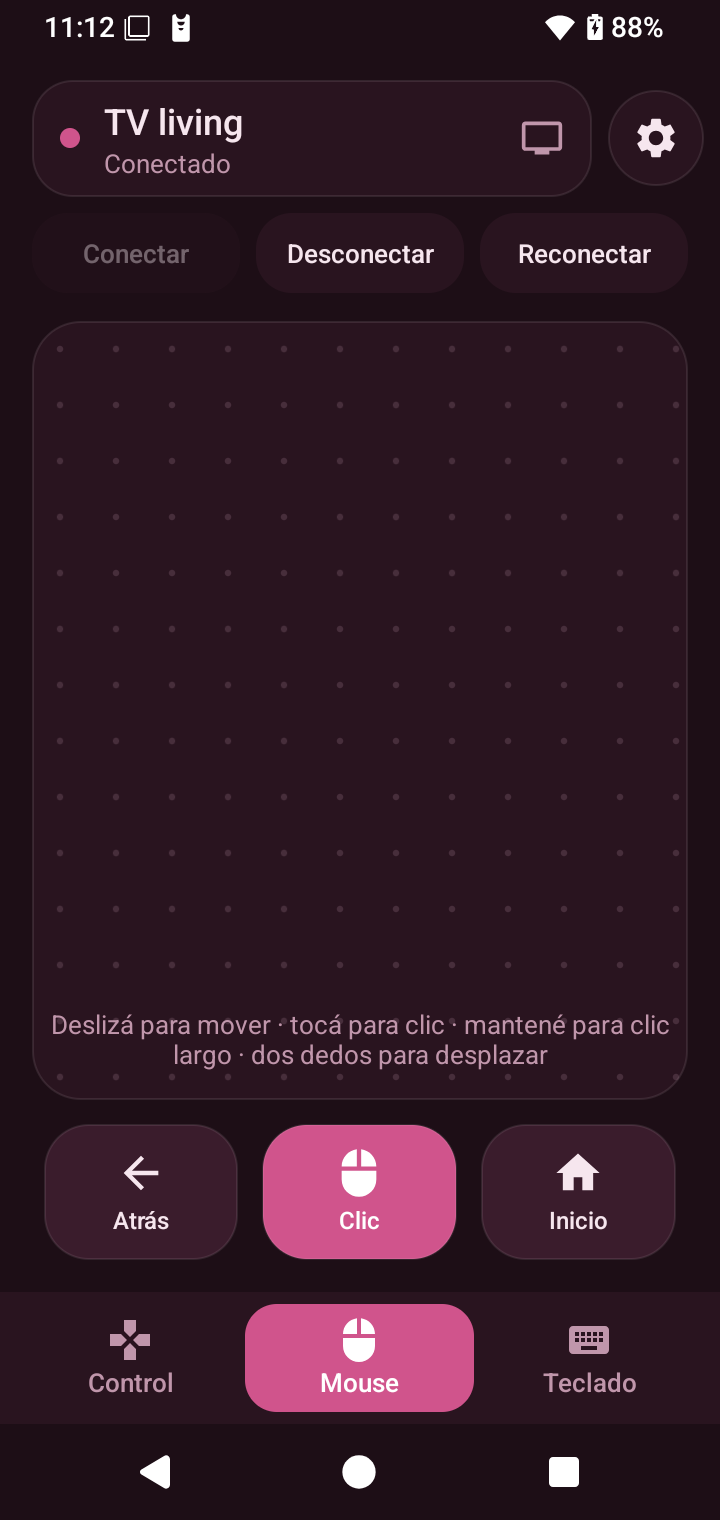 11:12
88%
TV living
Conectado
Conectar
Desconectar
Reconectar
Deslizá para mover · tocá para clic · mantené para clic
largo · dos dedos para desplazar
Atrás
Clic
Inicio
Control
Mouse
Teclado